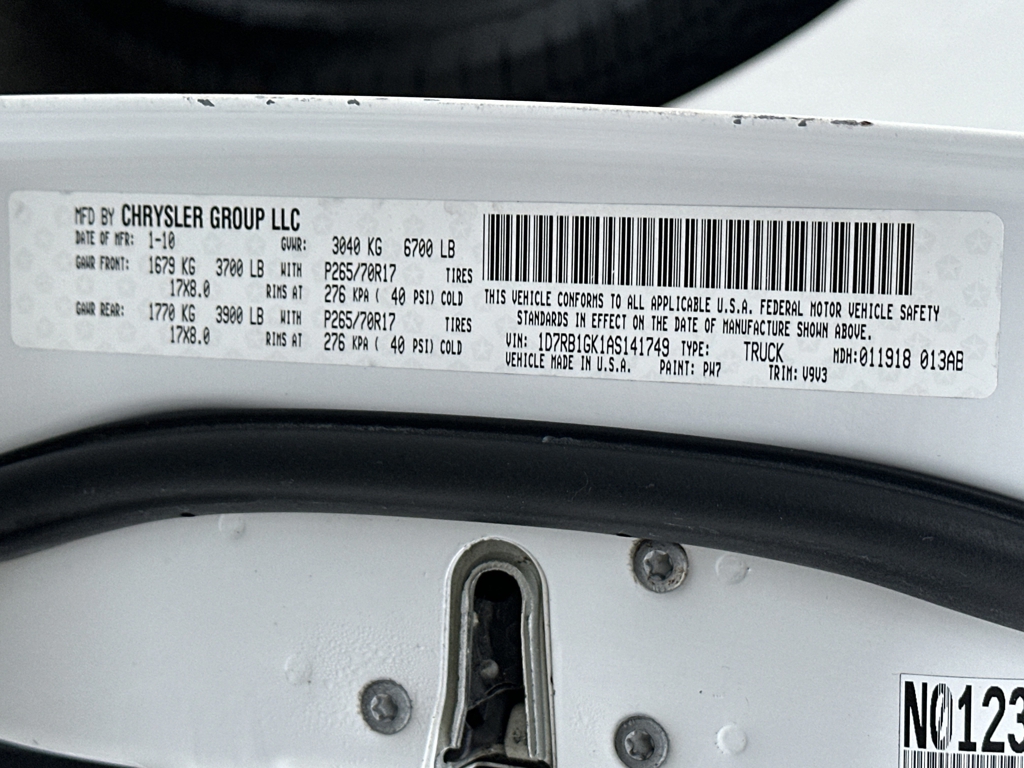 MFD BY CHRYSLER GROUP LLC
DATE OF MFR: 1-10 GVWR: 3040 KG 6700 LB
GAWR FRONT: 1679 KG 3700 LB WITH P265/70R17 TIRES
17X8.0 RIMS AT 276 KPA ( 40 PSI) COLD
GAWR REAR: 1770 KG 3900 LB WITH P265/70R17 TIRES
17X8.0 RIMS AT 276 KPA ( 40 PSI) COLD
THIS VEHICLE CONFORMS TO ALL APPLICABLE U.S.A. FEDERAL MOTOR VEHICLE SAFETY
STANDARDS IN EFFECT ON THE DATE OF MANUFACTURE SHOWN ABOVE.
VIN: 1D7RB1GK1AS141749 TYPE: TRUCK MDH: 011918 013AB
VEHICLE MADE IN U.S.A. PAINT: PW7 TRIM: V9V3
N0123